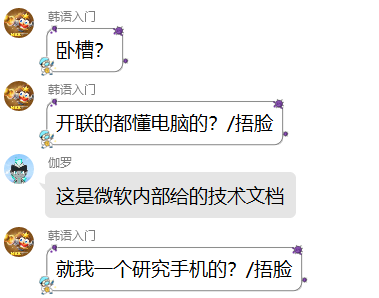 韩语入门
卧槽？
韩语入门
开联的都懂电脑的？/捂脸
伽罗
这是微软内部给的技术文档
韩语入门
就我一个研究手机的？/捂脸